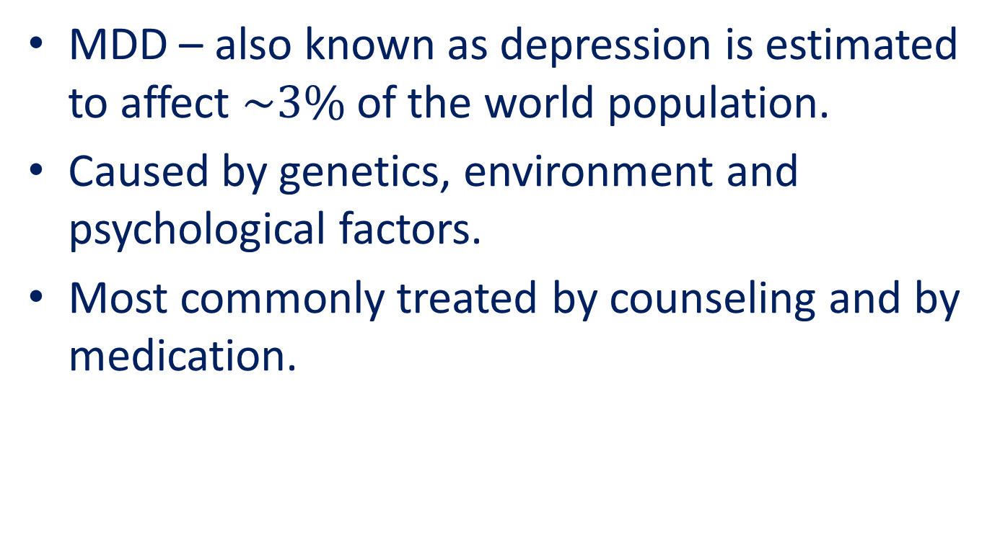 • MDD – also known as depression is estimated
to affect ~3% of the world population.
• Caused by genetics, environment and
psychological factors.
• Most commonly treated by counseling and by
medication.